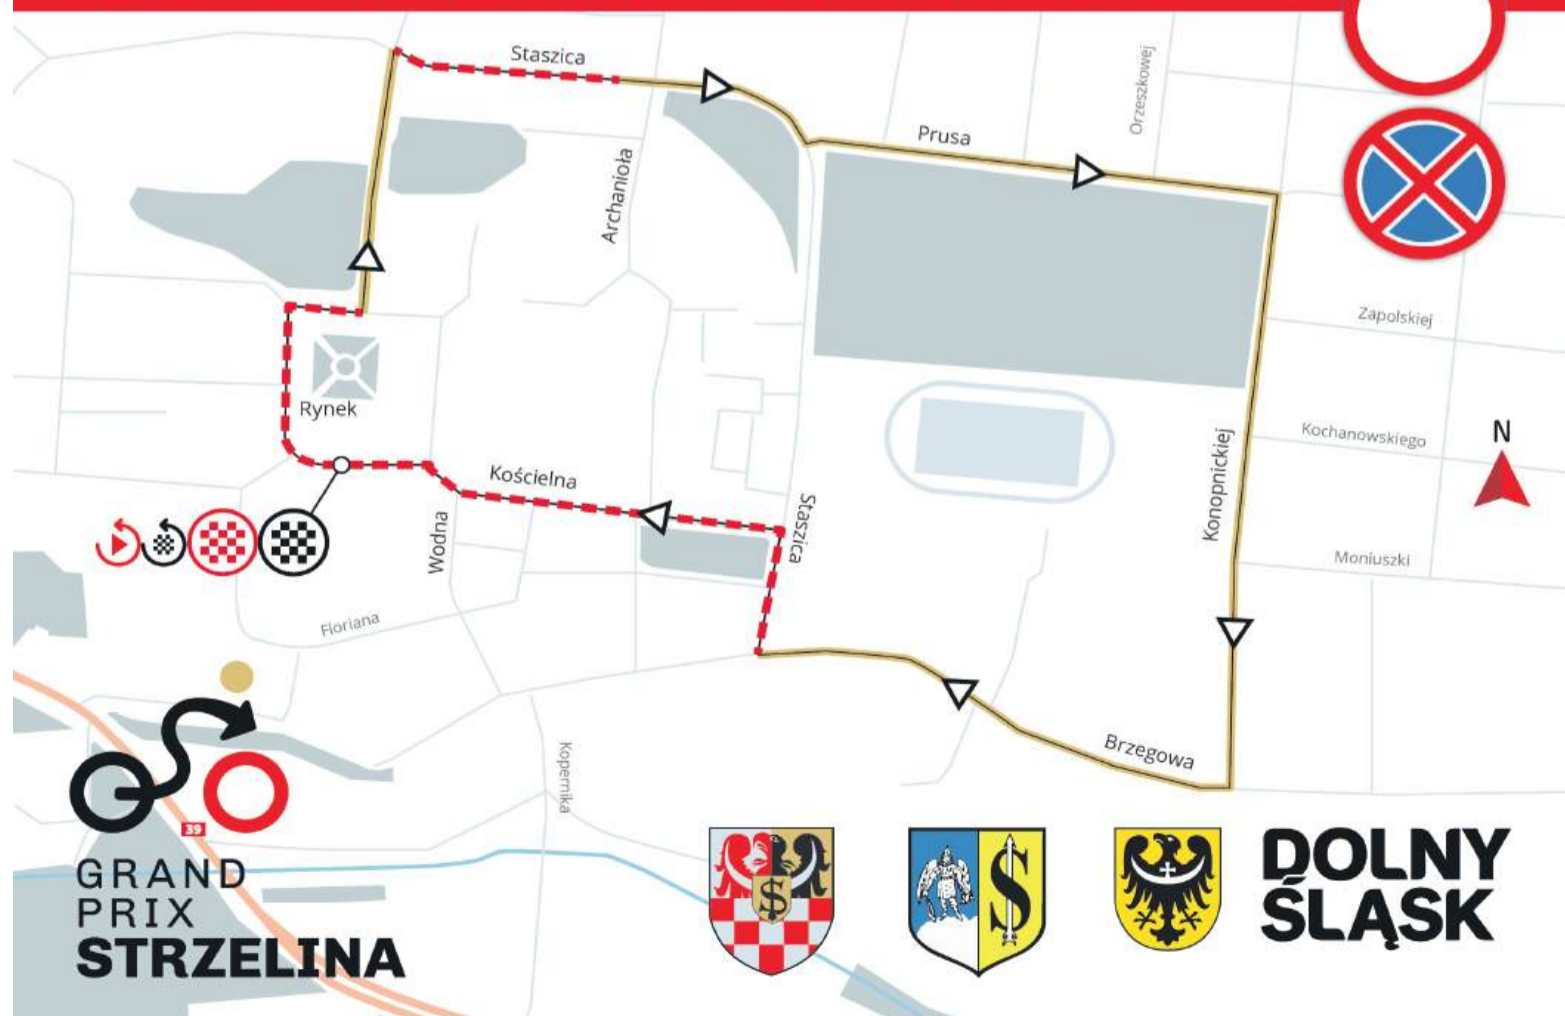 Staszica
Prusa
Orzeszkowej
Archanioła
Zapolskiej
Rynek
Kościelna
Kochanowskiego
N
Konopnickiej
Staszica
Wodna
Moniuszki
Floriana
Brzegowa
Kopernika
39
GRAND
PRIX
STRZELINA
S
S
DOLNY
ŚLĄSK